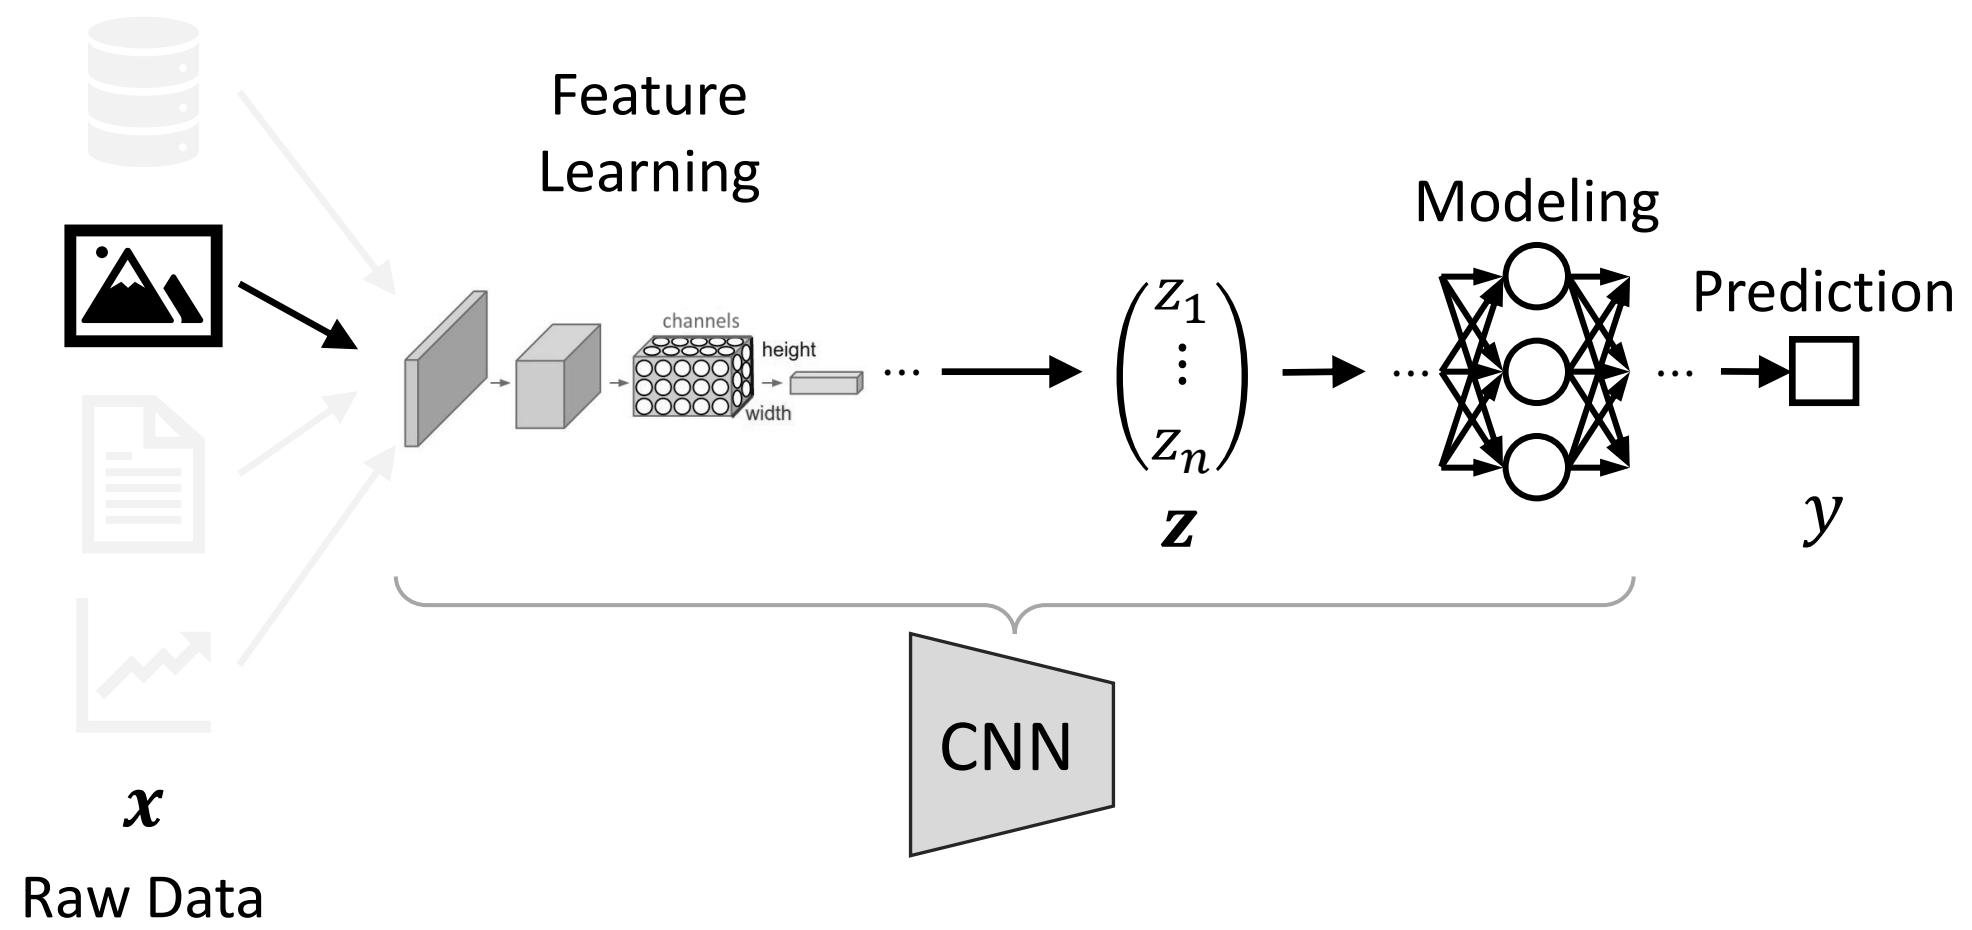 Feature
Learning
Modeling
Prediction
channels
height
width
...
z₁
⋮
zₙ
...
...
z
y
CNN
x
Raw Data